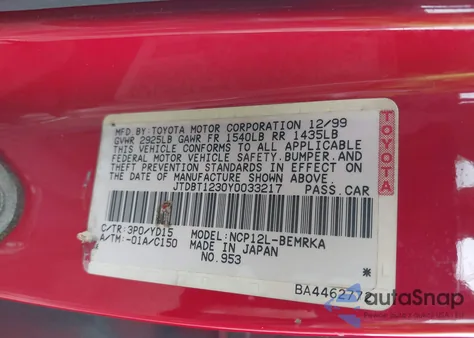 MFD.BY:TOYOTA MOTOR CORPORATION 12/99
GVWR 2925LB GAWR FR 1540LB RR 1435LB
THIS VEHICLE CONFORMS TO ALL APPLICABLE
FEDERAL MOTOR VEHICLE SAFETY,BUMPER,AND
THEFT PREVENTION STANDARDS IN EFFECT ON
THE DATE OF MANUFACTURE SHOWN ABOVE.
JTDBT1230Y0033217 PASS.CAR
C/TR:3P0/YD15 MODEL:NCP12L-BEMRKA
A/TM:-01A/C150 MADE IN JAPAN
NO.953
*
BA446277
TOYOTA
autoSnap